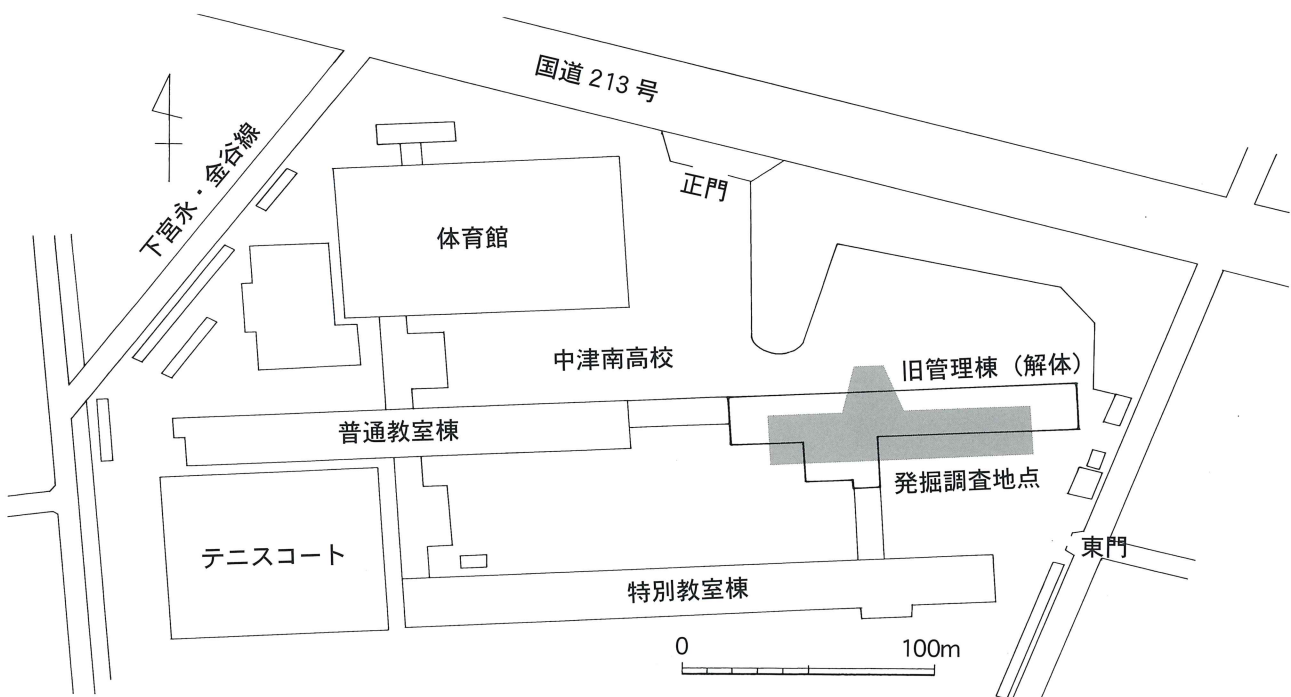 国道 213 号
下宮永・金谷線
正門
体育館
中津南高校
旧管理棟（解体）
普通教室棟
発掘調査地点
テニスコート
東門
特別教室棟
0 100m